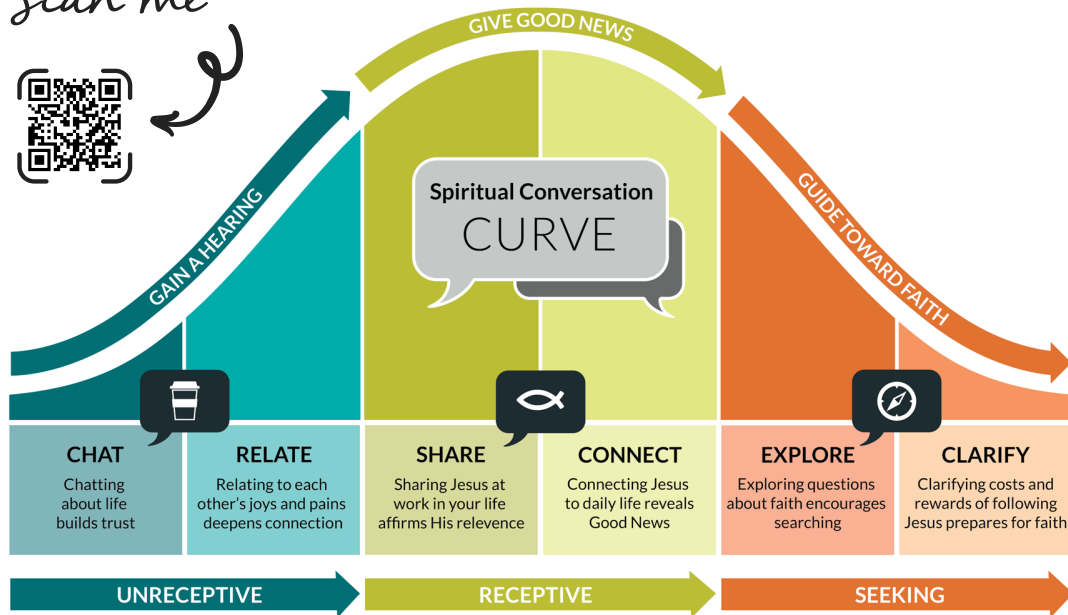 scan me
GIVE GOOD NEWS
GAIN A HEARING
GUIDE TOWARD FAITH
Spiritual Conversation
CURVE
CHAT
Chatting
about life
builds trust
RELATE
Relating to each
other's joys and pains
deepens connection
SHARE
Sharing Jesus at
work in your life
affirms His relevence
CONNECT
Connecting Jesus
to daily life reveals
Good News
EXPLORE
Exploring questions
about faith encourages
searching
CLARIFY
Clarifying costs and
rewards of following
Jesus prepares for faith
UNRECEPTIVE
RECEPTIVE
SEEKING